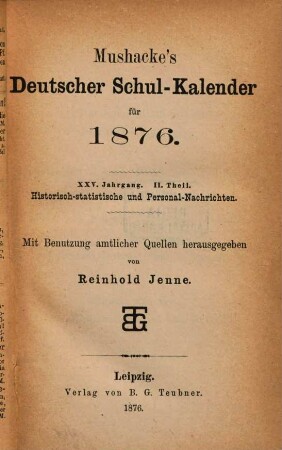 Mushacke's
Deutscher Schul-Kalender
für
1876.
XXV. Jahrgang. II. Theil.
Historisch-statistische und Personal-Nachrichten.
Mit Benutzung amtlicher Quellen herausgegeben
von
Reinhold Jenne.
BTG
Leipzig.
Verlag von B. G. Teubner.
1876.